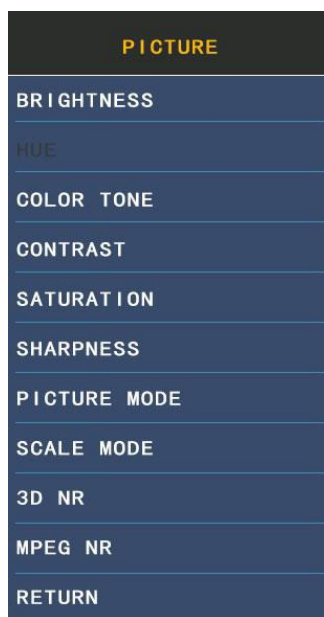 PICTURE
BRIGHTNESS
HUE
COLOR TONE
CONTRAST
SATURATION
SHARPNESS
PICTURE MODE
SCALE MODE
3D NR
MPEG NR
RETURN